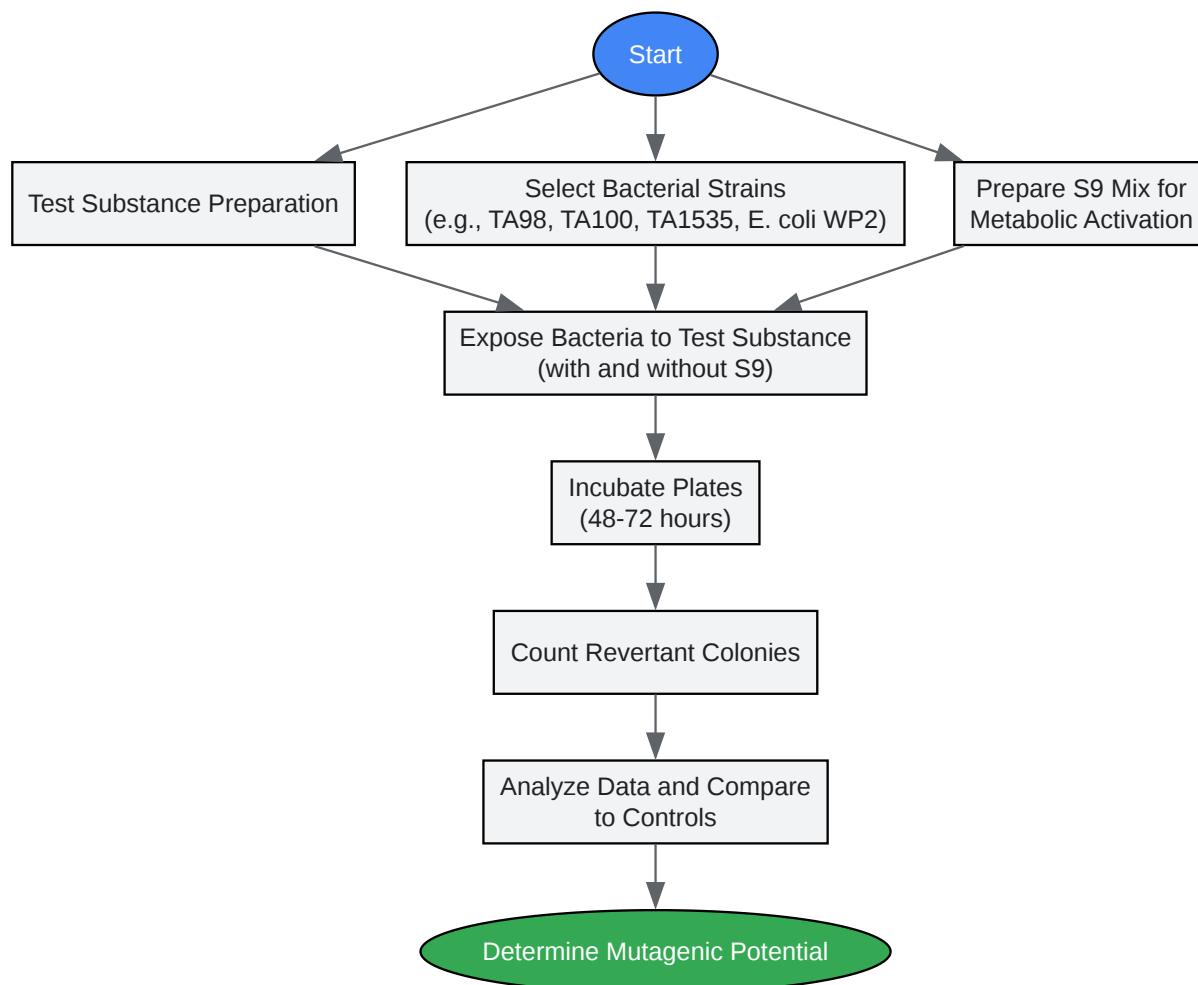 Start
Test Substance Preparation
Select Bacterial Strains
(e.g., TA98, TA100, TA1535, E. coli WP2)
Prepare S9 Mix for
Metabolic Activation
Expose Bacteria to Test Substance
(with and without S9)
Incubate Plates
(48-72 hours)
Count Revertant Colonies
Analyze Data and Compare
to Controls
Determine Mutagenic Potential